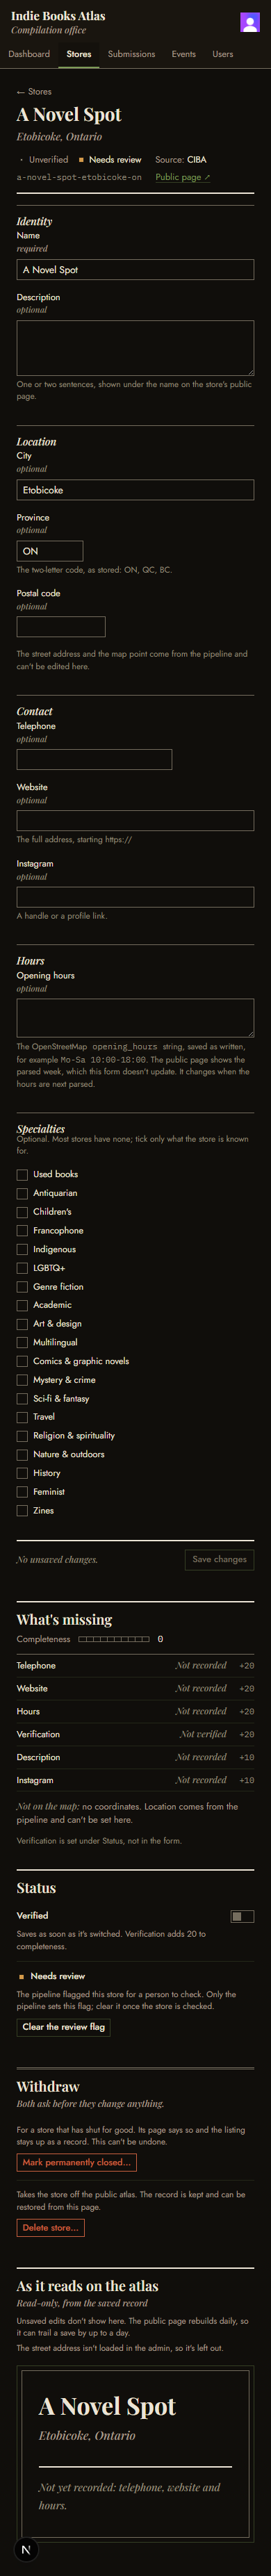 Indie Books Atlas
Compilation office
Dashboard Stores Submissions Events Users
← Stores
A Novel Spot
Etobicoke, Ontario
Unverified Needs review Source: CIBA
a-novel-spot-etobicoke-on Public page ↗
Identity
Name
required
A Novel Spot
Description
optional
One or two sentences, shown under the name on the store's public
page.
Location
City
optional
Etobicoke
Province
optional
ON
The two-letter code, as stored: ON, QC, BC.
Postal code
optional
The street address and the map point come from the pipeline and
can't be edited here.
Contact
Telephone
optional
Website
optional
The full address, starting https://
Instagram
optional
A handle or a profile link.
Hours
Opening hours
optional
The OpenStreetMap opening_hours string, saved as written,
for example Mo-Sa 10:00-18:00. The public page shows the
parsed week, which this form doesn't update. It changes when the
hours are next parsed.
Specialties
Optional. Most stores have none; tick only what the store is known
for.
Used books
Antiquarian
Children's
Francophone
Indigenous
LGBTQ+
Genre fiction
Academic
Art & design
Multilingual
Comics & graphic novels
Mystery & crime
Sci-fi & fantasy
Travel
Religion & spirituality
Nature & outdoors
History
Feminist
Zines
No unsaved changes. Save changes
What's missing
Completeness 0
Telephone Not recorded +20
Website Not recorded +20
Hours Not recorded +20
Verification Not verified +20
Description Not recorded +10
Instagram Not recorded +10
Not on the map: no coordinates. Location comes from the
pipeline and can't be set here.
Verification is set under Status, not in the form.
Status
Verified
Saves as soon as it's switched. Verification adds 20 to
completeness.
Needs review
The pipeline flagged this store for a person to check. Only the
pipeline sets this flag; clear it once the store is checked.
Clear the review flag
Withdraw
Both ask before they change anything.
For a store that has shut for good. Its page says so and the listing
stays up as a record. This can't be undone.
Mark permanently closed...
Takes the store off the public atlas. The record is kept and can be
restored from this page.
Delete store...
As it reads on the atlas
Read-only, from the saved record
Unsaved edits don't show here. The public page rebuilds daily, so
it can trail a save by up to a day.
The street address isn't loaded in the admin, so it's left out.
A Novel Spot
Etobicoke, Ontario
Not yet recorded: telephone, website and
hours.
N